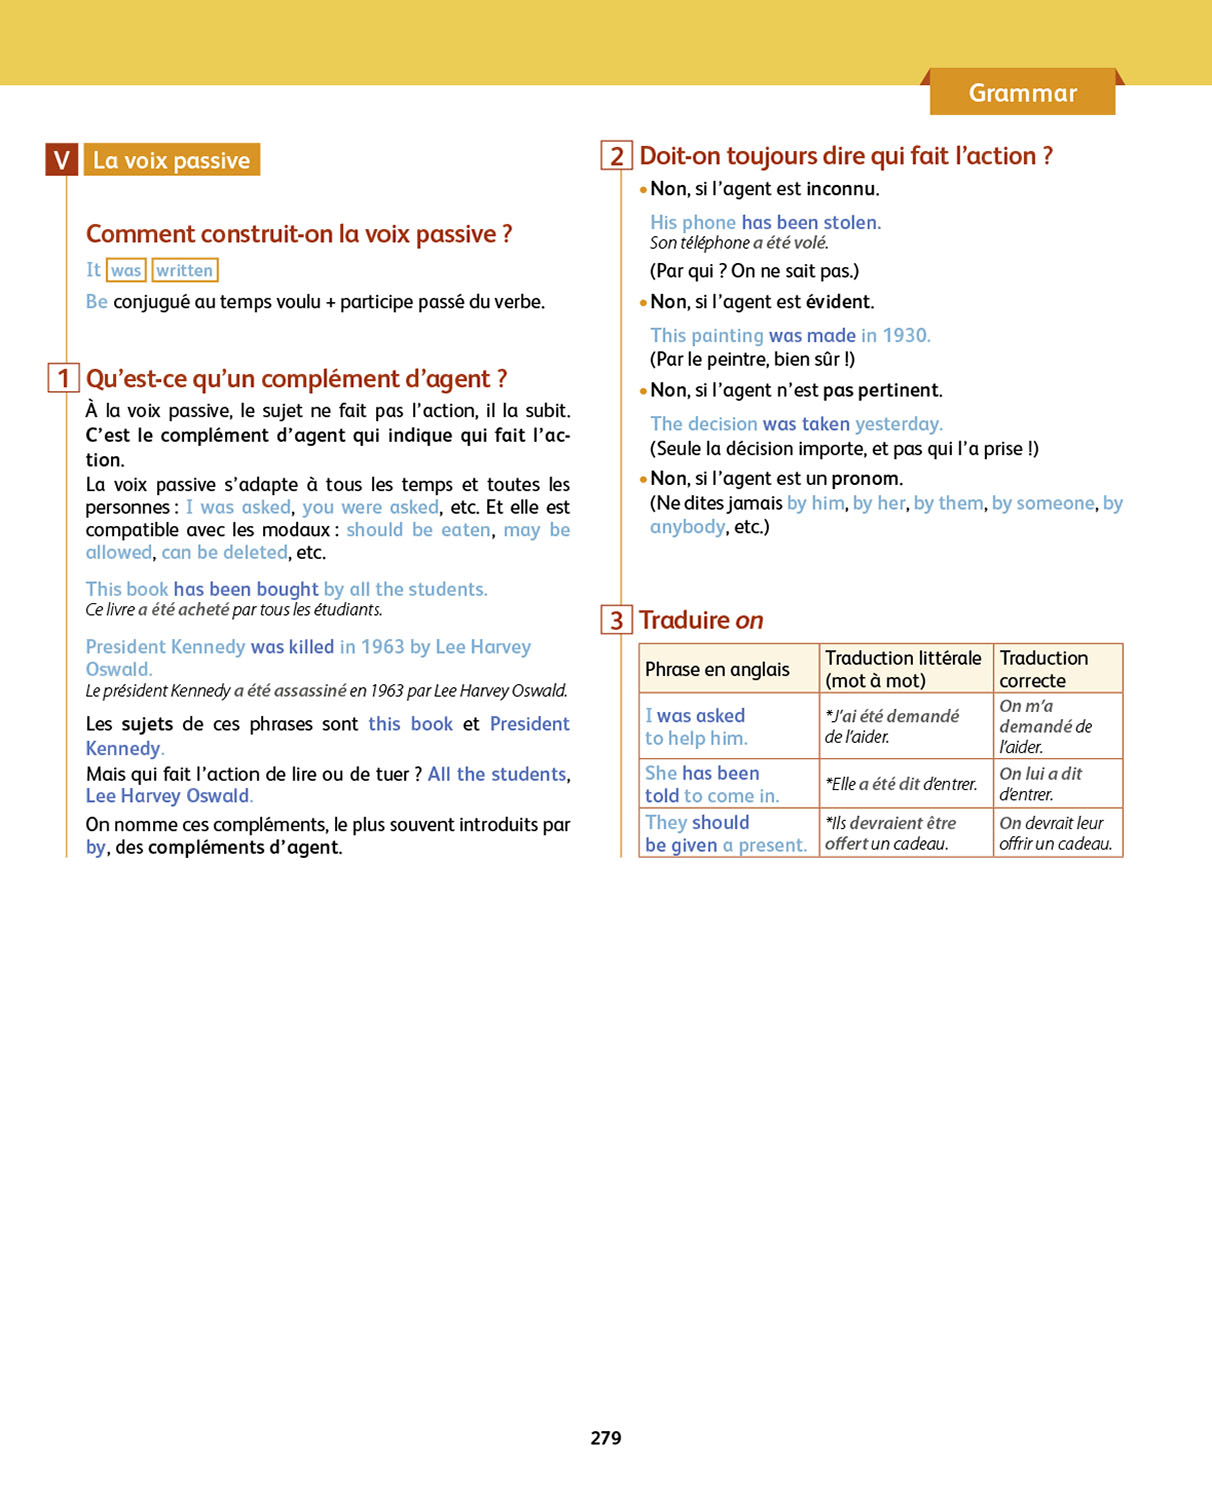 Grammar
V La voix passive
Comment construit-on la voix passive ?
It was written
Be conjugué au temps voulu + participe passé du verbe.
1 Qu’est-ce qu’un complément d’agent ?
À la voix passive, le sujet ne fait pas l’action, il la subit.
C’est le complément d’agent qui indique qui fait l’ac-
tion.
La voix passive s’adapte à tous les temps et toutes les
personnes : I was asked, you were asked, etc. Et elle est
compatible avec les modaux : should be eaten, may be
allowed, can be deleted, etc.
This book has been bought by all the students.
Ce livre a été acheté par tous les étudiants.
President Kennedy was killed in 1963 by Lee Harvey
Oswald.
Le président Kennedy a été assassiné en 1963 par Lee Harvey Oswald.
Les sujets de ces phrases sont this book et President
Kennedy.
Mais qui fait l’action de lire ou de tuer ? All the students,
Lee Harvey Oswald.
On nomme ces compléments, le plus souvent introduits par
by, des compléments d’agent.
2 Doit-on toujours dire qui fait l’action ?
• Non, si l’agent est inconnu.
His phone has been stolen.
Son téléphone a été volé.
(Par qui ? On ne sait pas.)
• Non, si l’agent est évident.
This painting was made in 1930.
(Par le peintre, bien sûr !)
• Non, si l’agent n’est pas pertinent.
The decision was taken yesterday.
(Seule la décision importe, et pas qui l’a prise !)
• Non, si l’agent est un pronom.
(Ne dites jamais by him, by her, by them, by someone, by
anybody, etc.)
3 Traduire on
Phrase en anglais
Traduction littérale
(mot à mot)
Traduction
correcte
I was asked
to help him.
*J’ai été demandé
de l’aider.
On m’a
demandé de
l’aider.
She has been
told to come in.
*Elle a été dit d’entrer.
On lui a dit
d’entrer.
They should
be given a present.
*Ils devraient être
offert un cadeau.
On devrait leur
offrir un cadeau.
279